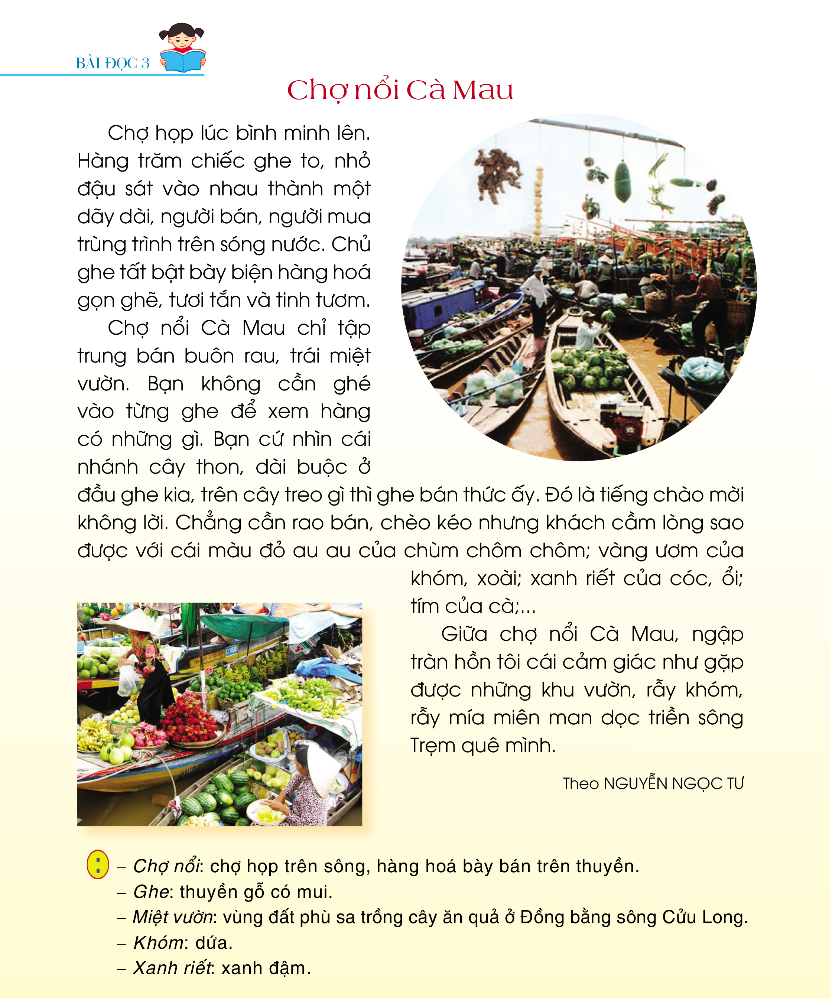 BÀI ĐỌC 3
Chợ nổi Cà Mau
Chợ họp lúc bình minh lên.
Hàng trăm chiếc ghe to, nhỏ
đậu sát vào nhau thành một
dãy dài, người bán, người mua
trùng trình trên sóng nước. Chủ
ghe tất bật bày biện hàng hoá
gọn ghẽ, tươi tắn và tinh tươm.
Chợ nổi Cà Mau chỉ tập
trung bán buôn rau, trái miệt
vườn. Bạn không cần ghé
vào từng ghe để xem hàng
có những gì. Bạn cứ nhìn cái
nhánh cây thon, dài buộc ở
đầu ghe kia, trên cây treo gì thì ghe bán thức ấy. Đó là tiếng chào mời
không lời. Chẳng cần rao bán, chèo kéo nhưng khách cầm lòng sao
được với cái màu đỏ au au của chùm chôm chôm; vàng ươm của
khóm, xoài; xanh riết của cóc, ổi;
tím của cà;...
Giữa chợ nổi Cà Mau, ngập
tràn hồn tôi cái cảm giác như gặp
được những khu vườn, rẫy khóm,
rẫy mía miên man dọc triền sông
Trẹm quê mình.
Theo NGUYỄN NGỌC TƯ
– Chợ nổi: chợ họp trên sông, hàng hoá bày bán trên thuyền.
– Ghe: thuyền gỗ có mui.
– Miệt vườn: vùng đất phù sa trồng cây ăn quả ở Đồng bằng sông Cửu Long.
– Khóm: dứa.
– Xanh riết: xanh đậm.